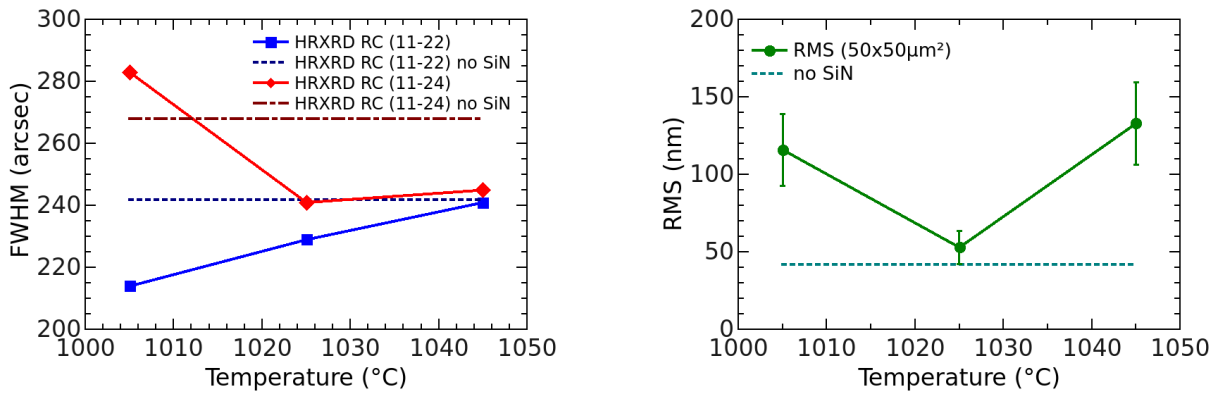 300
280
260
240
220
200
FWHM (arcsec)
HRXRD RC (11-22)
HRXRD RC (11-22) no SiN
HRXRD RC (11-24)
HRXRD RC (11-24) no SiN
1000 1010 1020 1030 1040 1050
Temperature (°C)
200
150
100
50
0
RMS (nm)
RMS (50x50μm²)
no SiN
1000 1010 1020 1030 1040 1050
Temperature (°C)